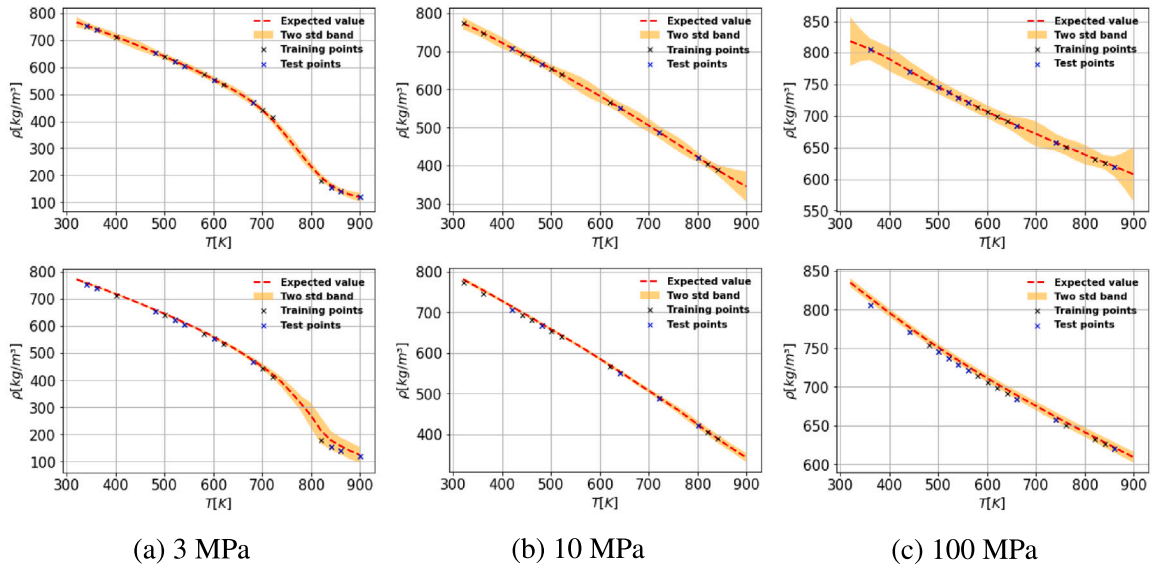 800
700
600
500
400
300
200
100
ρ[kg/m³]
300 400 500 600 700 800 900
T[K]
Expected value
Two std band
Training points
Test points
800
700
600
500
400
300
ρ[kg/m³]
300 400 500 600 700 800 900
T[K]
Expected value
Two std band
Training points
Test points
850
800
750
700
650
600
550
ρ[kg/m³]
300 400 500 600 700 800 900
T[K]
Expected value
Two std band
Training points
Test points
800
700
600
500
400
300
200
100
ρ[kg/m³]
300 400 500 600 700 800 900
T[K]
Expected value
Two std band
Training points
Test points
800
700
600
500
400
ρ[kg/m³]
300 400 500 600 700 800 900
T[K]
Expected value
Two std band
Training points
Test points
850
800
750
700
650
600
ρ[kg/m³]
300 400 500 600 700 800 900
T[K]
Expected value
Two std band
Training points
Test points
(a) 3 MPa
(b) 10 MPa
(c) 100 MPa